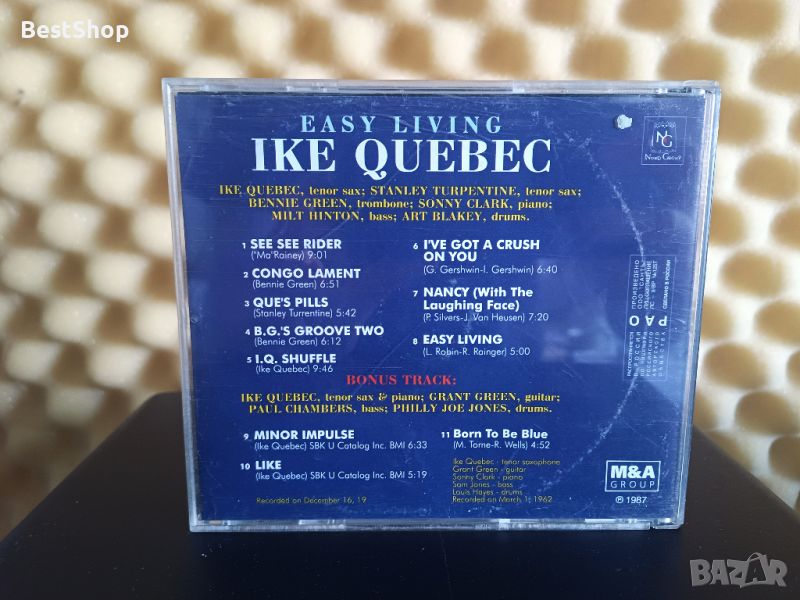 BestShop
EASY LIVING
IKE QUEBEC
IKE QUEBEC, tenor sax; STANLEY TURPENTINE, tenor sax;
BENNIE GREEN, trombone; SONNY CLARK, piano;
MILT HINTON, bass; ART BLAKEY, drums.
NG
1 SEE SEE RIDER
("Ma'Rainey) 9:01
2 CONGO LAMENT
(Bennie Green) 6:51
3 QUE'S PILLS
(Stanley Turrentine) 5:42
4 B.G.'S GROOVE TWO
(Bennie Green) 6:12
5 I.Q. SHUFFLE
(Ike Quebec) 9:46
6 I'VE GOT A CRUSH
ON YOU
(G. Gershwin-I. Gershwin) 6:40
7 NANCY (With The
Laughing Face)
(P. Silvers-J. Van Heusen) 7:20
8 EASY LIVING
(L. Robin-R. Rainger) 5:00
BONUS TRACK:
IKE QUEBEC, tenor sax & piano; GRANT GREEN, guitar;
PAUL CHAMBERS, bass; PHILLY JOE JONES, drums.
9 MINOR IMPULSE
(Ike Quebec) SBK U Catalog Inc. BMI 6:33
10 LIKE
(Ike Quebec) SBK U Catalog Inc. BMI 5:19
Recorded on December 16, 19
11 Born To Be Blue
(M. Torme-R. Wells) 4:52
Ike Quebec - tenor saxophone
Grant Green - guitar
Sonny Clark - piano
Sam Jones - bass
Louis Hayes - drums
Recorded on March 1, 1962
ПРОИЗВЕДЕНО
СДЕЛАНО В РОССИИ
РАО
M&A
GROUP
℗ 1987
BAZAR